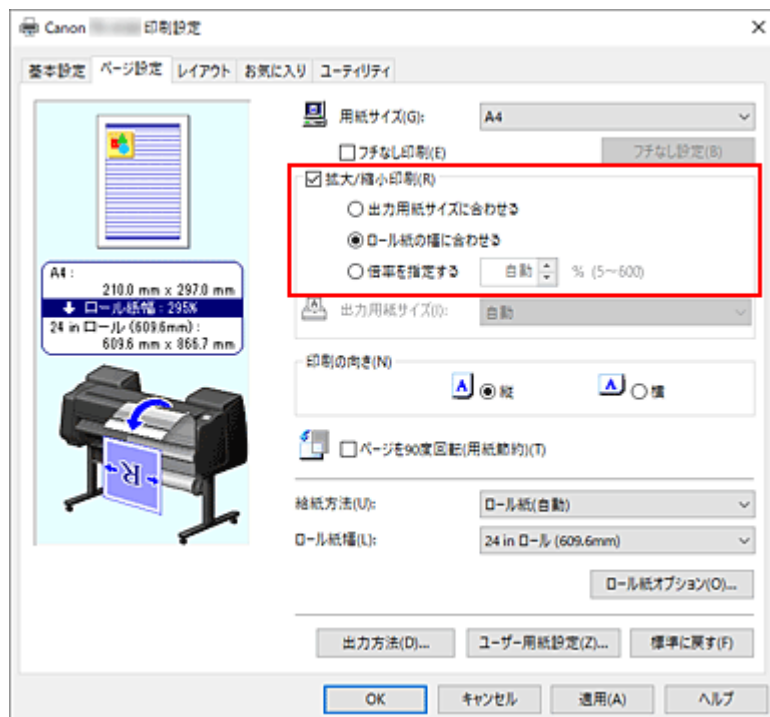 Canon 印刷設定
基本設定 ページ設定 レイアウト お気に入り ユーティリティ
用紙サイズ(G): A4
フチなし印刷(E) フチなし設定(B)
拡大/縮小印刷(R)
出力用紙サイズに合わせる
ロール紙の幅に合わせる
倍率を指定する 自動 % (5～600)
出力用紙サイズ(I): 自動
A4 :
210.0 mm x 297.0 mm
ロール紙幅 : 295%
24 in ロール (609.6mm) :
609.6 mm x 866.7 mm
R
印刷の向き(N)
A 縦 A 横
ページを90度回転(用紙節約)(T)
給紙方法(U): ロール紙(自動)
ロール紙幅(L): 24 in ロール (609.6mm)
ロール紙オプション(O)...
出力方法(D)... ユーザー用紙設定(Z)... 標準に戻す(F)
OK キャンセル 適用(A) ヘルプ